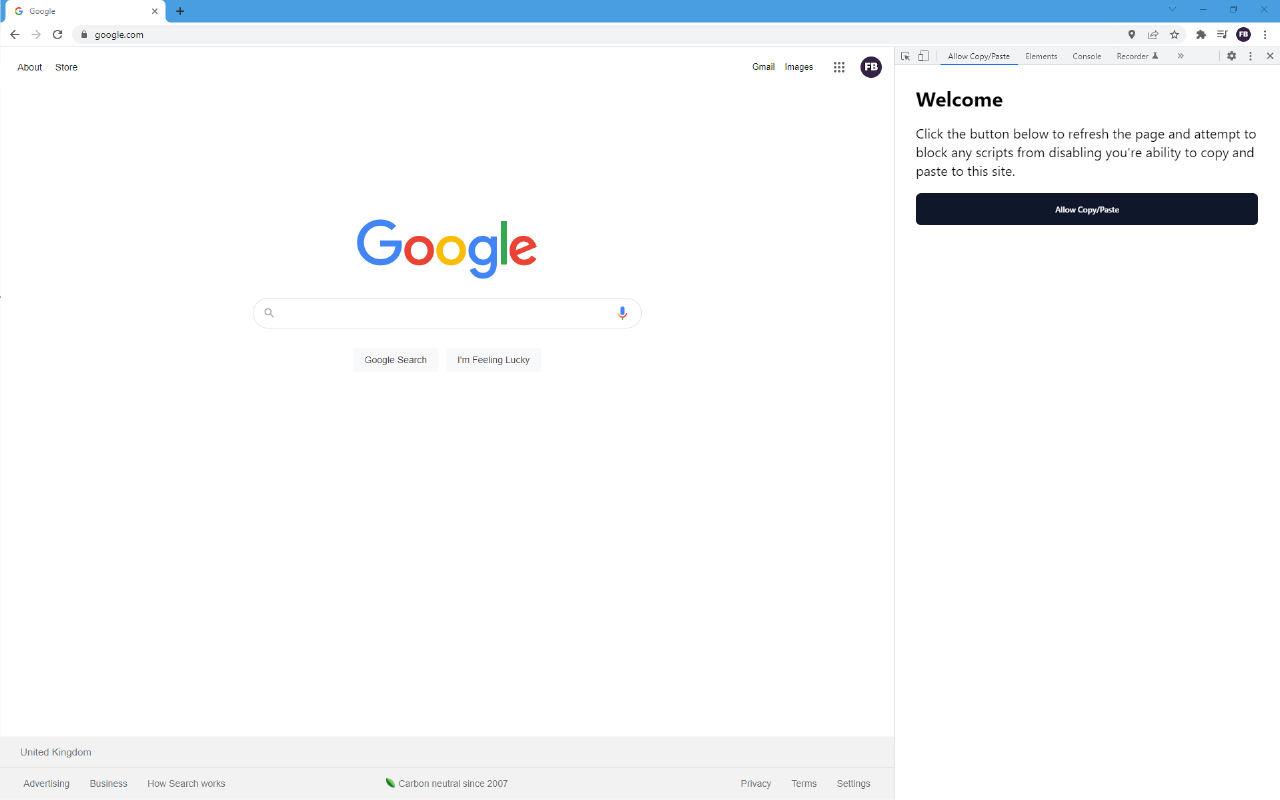 Google
google.com
FB
About
Store
Gmail
Images
FB
Allow Copy/Paste
Elements
Console
Recorder
Welcome
Click the button below to refresh the page and attempt to
block any scripts from disabling you're ability to copy and
paste to this site.
Allow Copy/Paste
Google
Google Search
I'm Feeling Lucky
United Kingdom
Advertising
Business
How Search works
Carbon neutral since 2007
Privacy
Terms
Settings